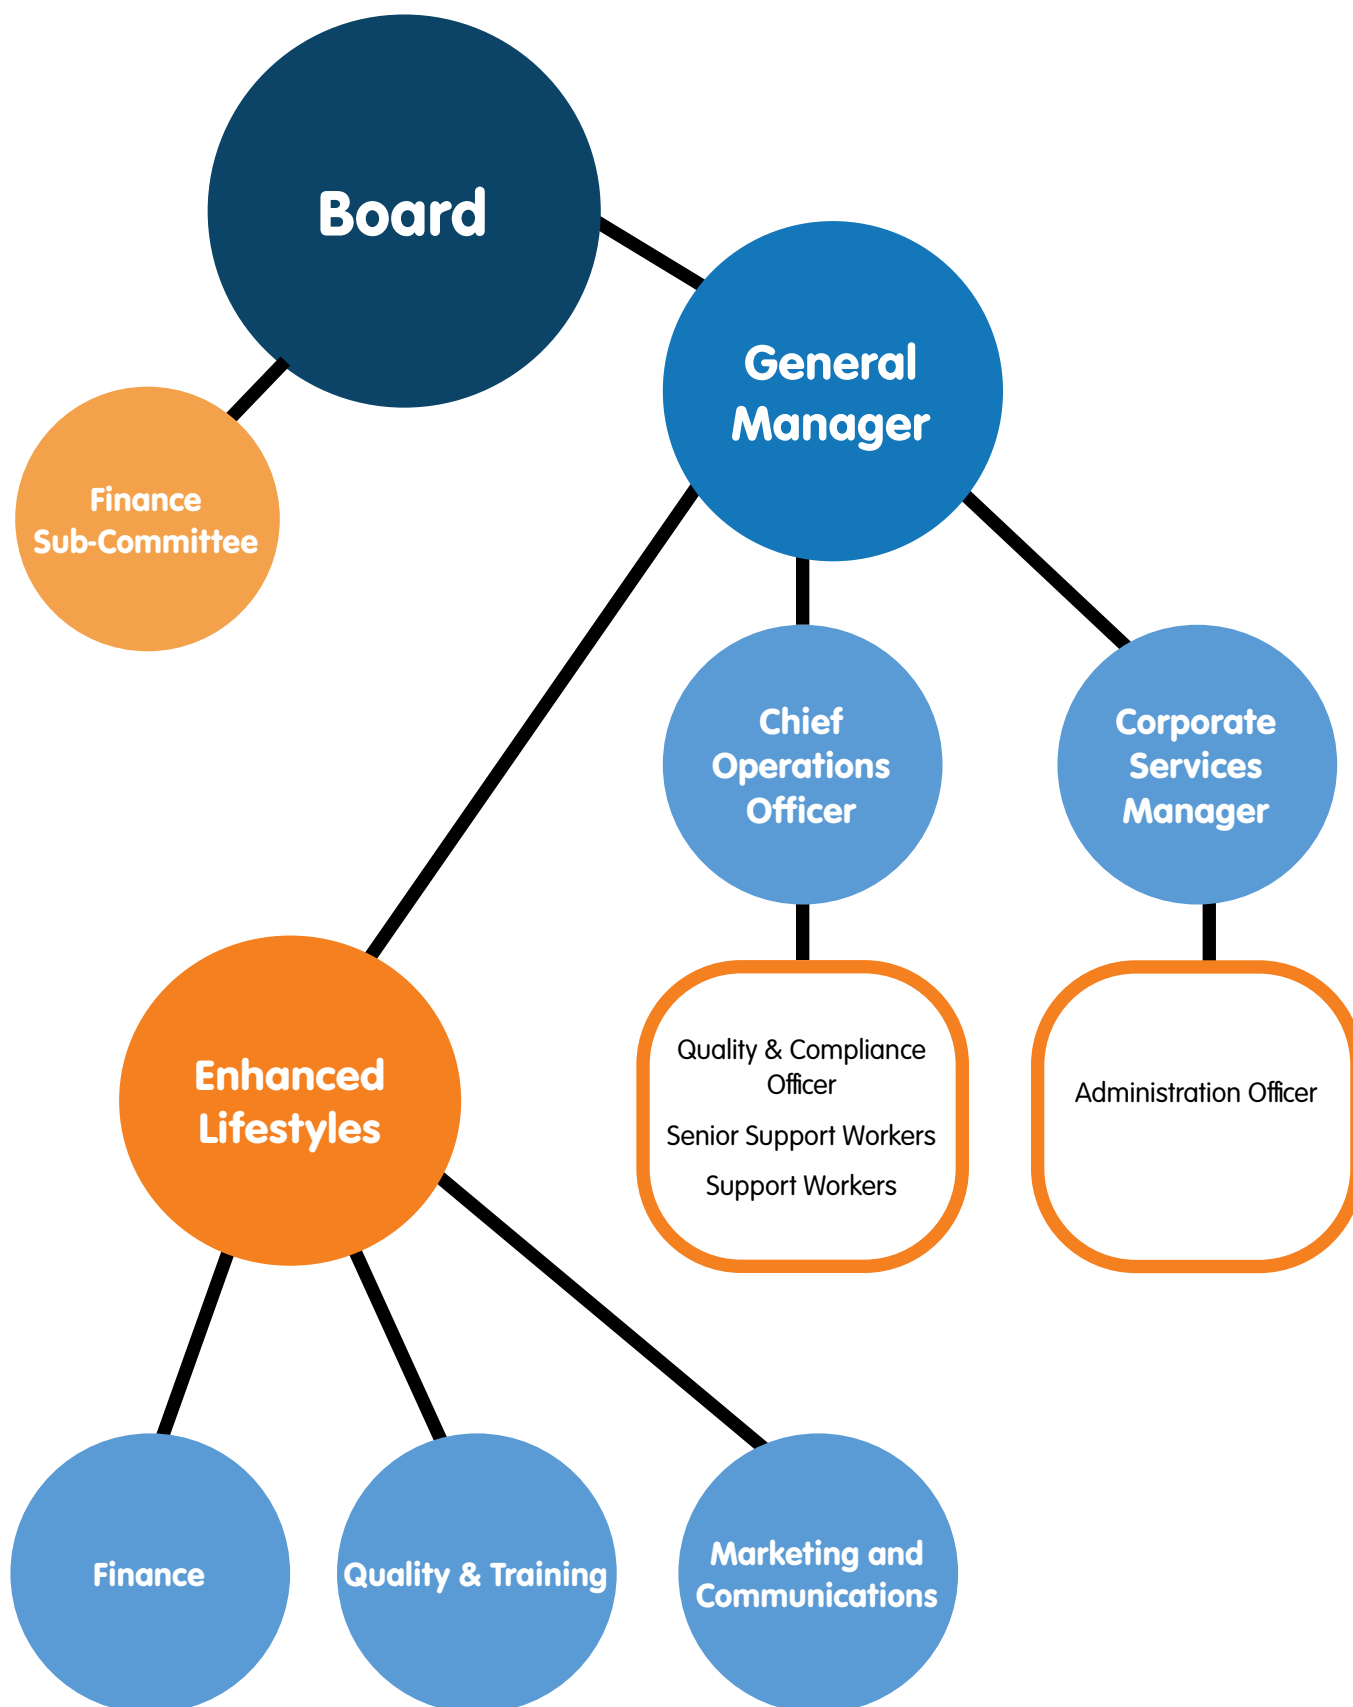 Board
General
Manager
Finance
Sub-Committee
Chief
Operations
Officer
Corporate
Services
Manager
Enhanced
Lifestyles
Quality & Compliance
Officer
Senior Support Workers
Support Workers
Administration Officer
Finance
Quality & Training
Marketing and
Communications